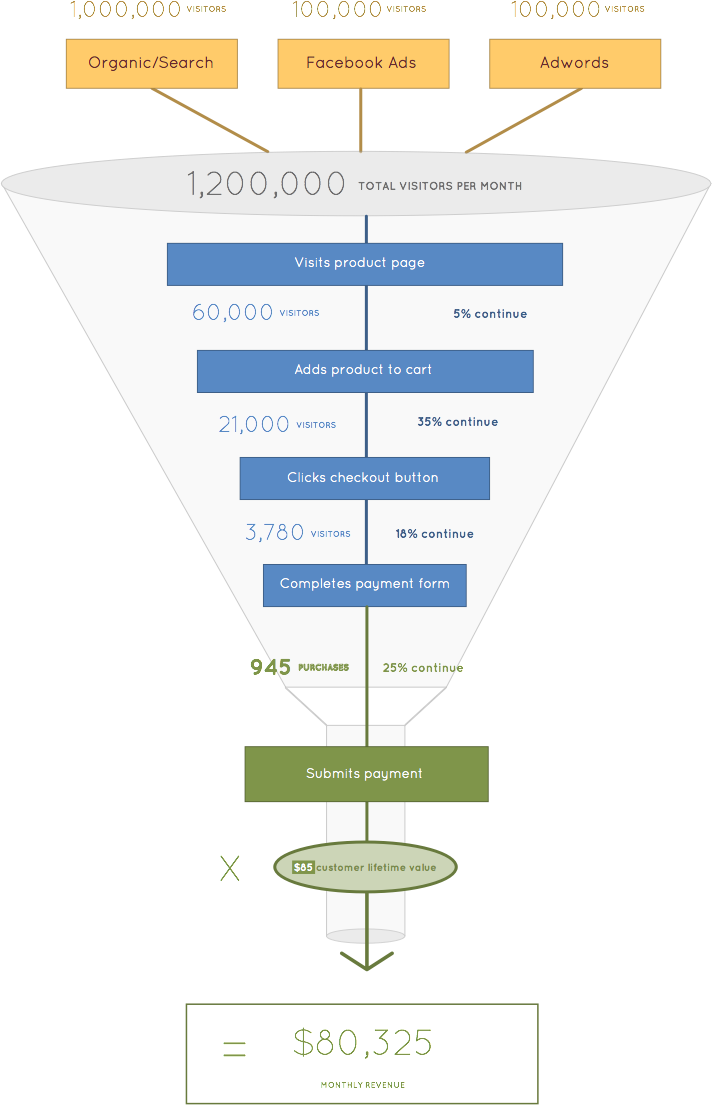 1,000,000 VISITORS 100,000 VISITORS 100,000 VISITORS
Organic/Search Facebook Ads Adwords
1,200,000 TOTAL VISITORS PER MONTH
Visits product page
60,000 VISITORS 5% continue
Adds product to cart
21,000 VISITORS 35% continue
Clicks checkout button
3,780 VISITORS 18% continue
Completes payment form
945 PURCHASES 25% continue
Submits payment
X $85 customer lifetime value
= $80,325
MONTHLY REVENUE